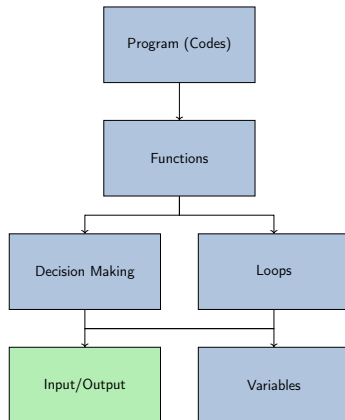 Program (Codes)
Functions
Decision Making
Loops
Input/Output
Variables